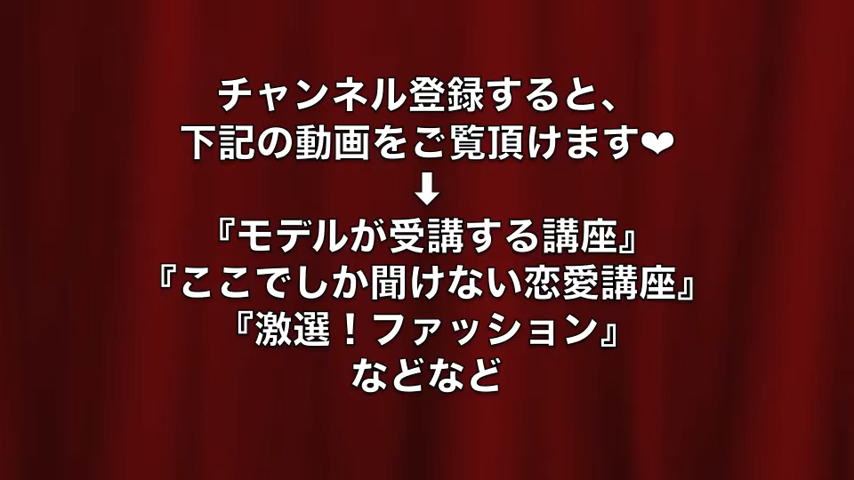 チャンネル登録すると、
下記の動画をご覧頂けます❤
⬇
『モデルが受講する講座』
『ここでしか聞けない恋愛講座』
『激選！ファッション』
などなど